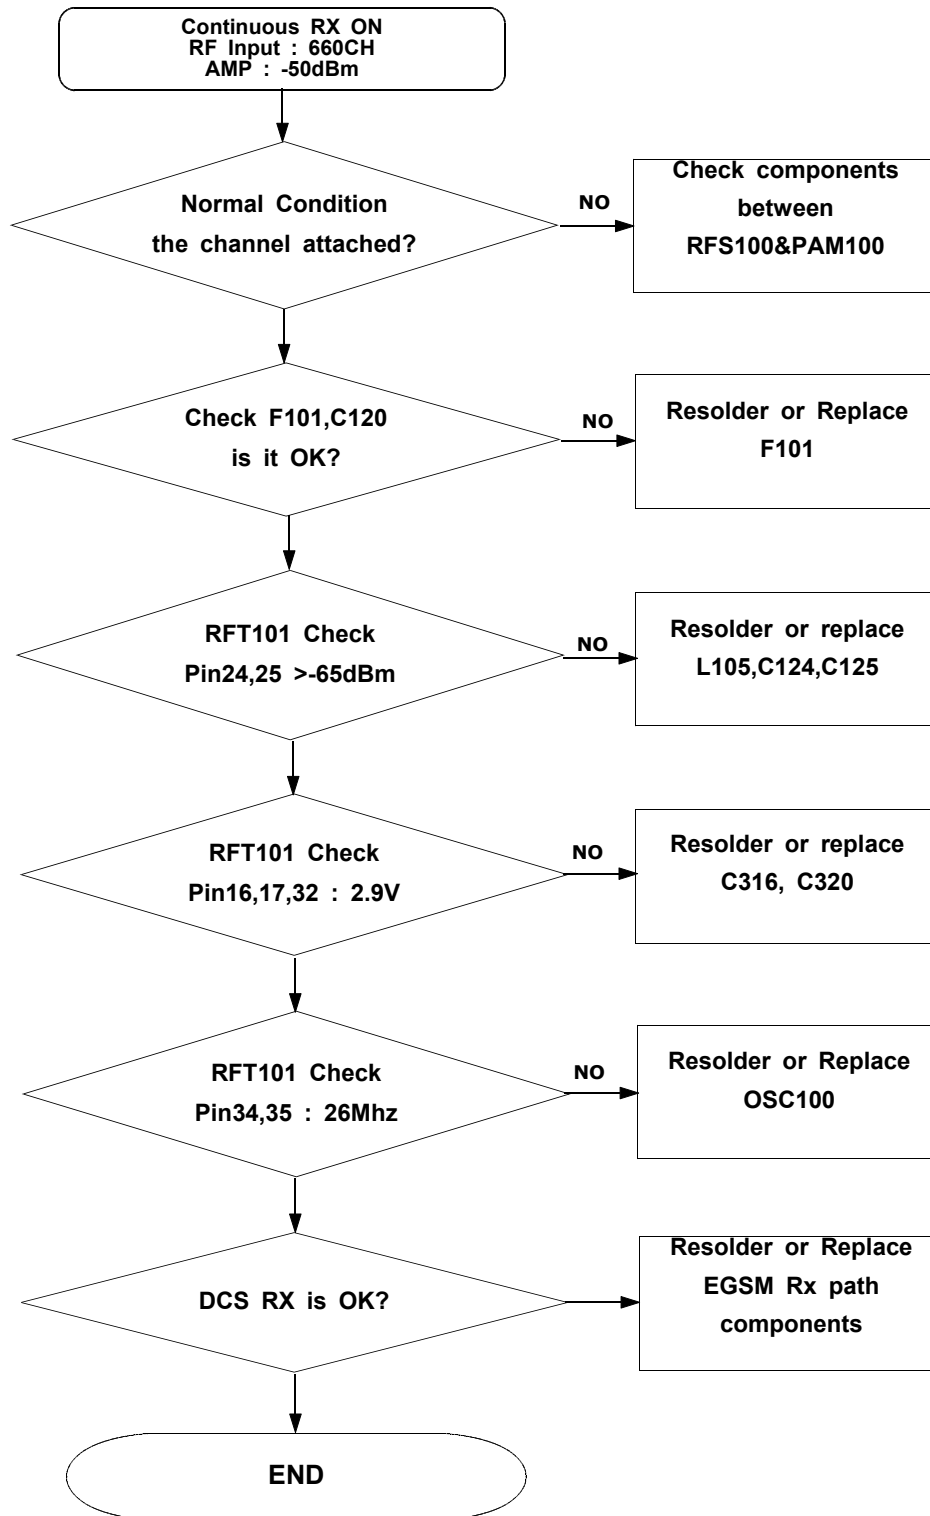 Continuous RX ON
RF Input : 660CH
AMP : -50dBm
Normal Condition
the channel attached?
NO
Check components
between
RFS100&PAM100
Check F101,C120
is it OK?
NO
Resolder or Replace
F101
RFT101 Check
Pin24,25 >-65dBm
NO
Resolder or replace
L105,C124,C125
RFT101 Check
Pin16,17,32 : 2.9V
NO
Resolder or replace
C316, C320
RFT101 Check
Pin34,35 : 26Mhz
NO
Resolder or Replace
OSC100
DCS RX is OK?
Resolder or Replace
EGSM Rx path
components
END